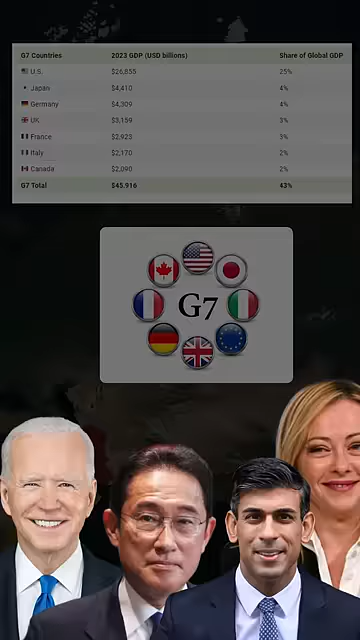 G7 Countries 2023 GDP (USD billions) Share of Global GDP
U.S. $26,855 25%
Japan $4,410 4%
Germany $4,309 4%
UK $3,159 3%
France $2,923 3%
Italy $2,170 2%
Canada $2,090 2%
G7 Total $45,916 43%
G7